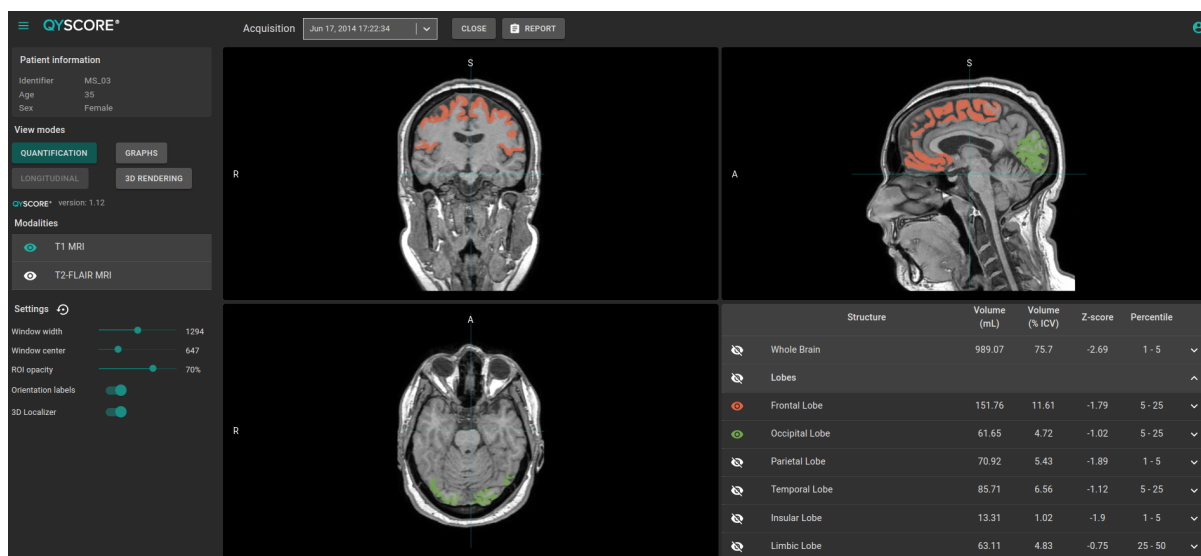 QYSCORE®
Acquisition Jun 17, 2014 17:22:34 CLOSE REPORT
Patient information
Identifier MS_03
Age 35
Sex Female
View modes
QUANTIFICATION GRAPHS
LONGITUDINAL 3D RENDERING
QYSCORE® version: 1.12
Modalities
T1 MRI
T2-FLAIR MRI
Settings
Window width 1294
Window center 647
ROI opacity 70%
Orientation labels
3D Localizer
S
R
S
A
A
R
Structure Volume (mL) Volume (% ICV) Z-score Percentile
Whole Brain 989.07 75.7 -2.69 1 - 5
Lobes
Frontal Lobe 151.76 11.61 -1.79 5 - 25
Occipital Lobe 61.65 4.72 -1.02 5 - 25
Parietal Lobe 70.92 5.43 -1.89 1 - 5
Temporal Lobe 85.71 6.56 -1.12 5 - 25
Insular Lobe 13.31 1.02 -1.9 1 - 5
Limbic Lobe 63.11 4.83 -0.75 25 - 50